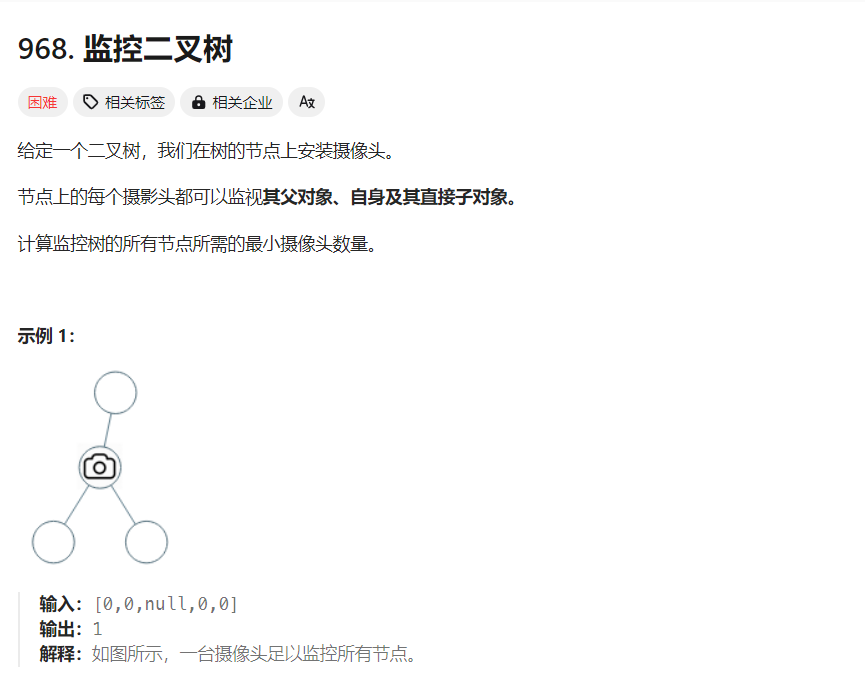 968. 监控二叉树
困难 相关标签 相关企业 Aㄡ
给定一个二叉树，我们在树的节点上安装摄像头。
节点上的每个摄影头都可以监视其父对象、自身及其直接子对象。
计算监控树的所有节点所需的最小摄像头数量。
示例 1：
输入：[0,0,null,0,0]
输出：1
解释：如图所示，一台摄像头足以监控所有节点。